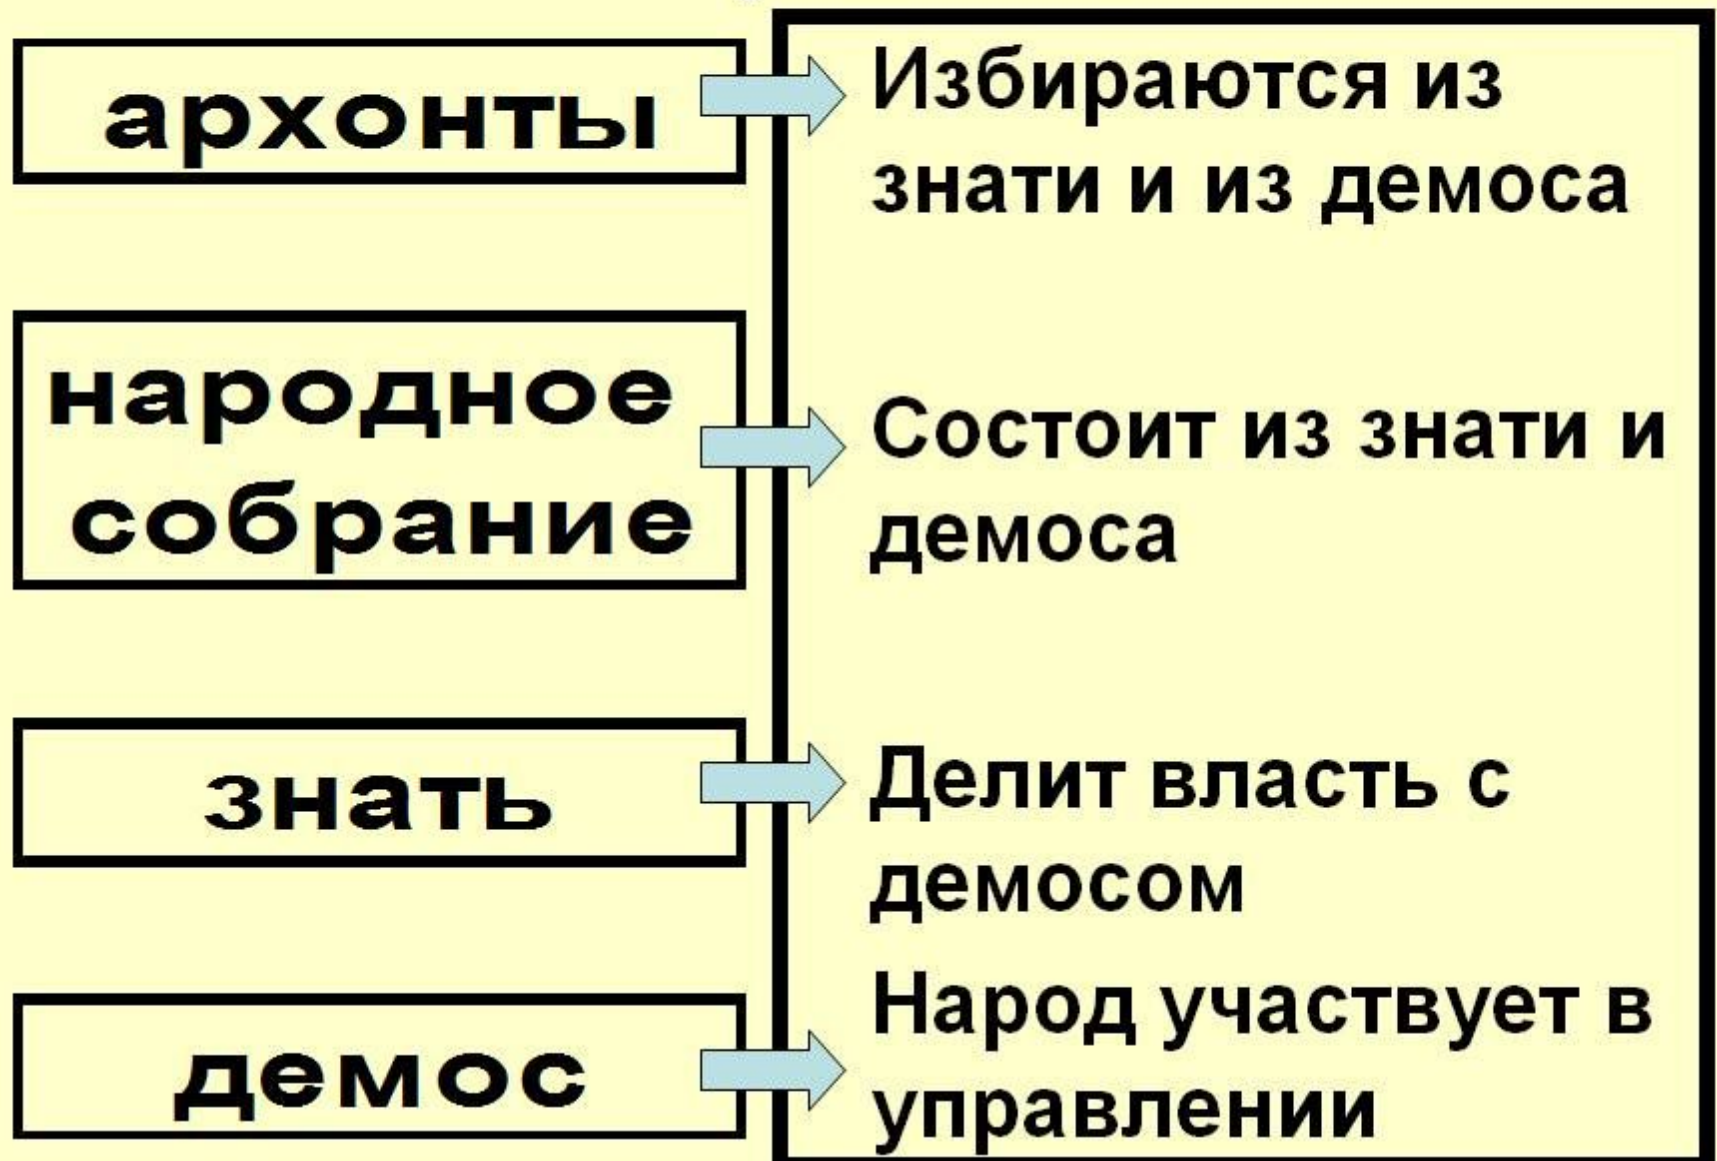 архонты
Избираются из
знати и из демоса
народное
собрание
Состоит из знати и
демоса
знать
Делит власть с
демосом
демос
Народ участвует в
управлении